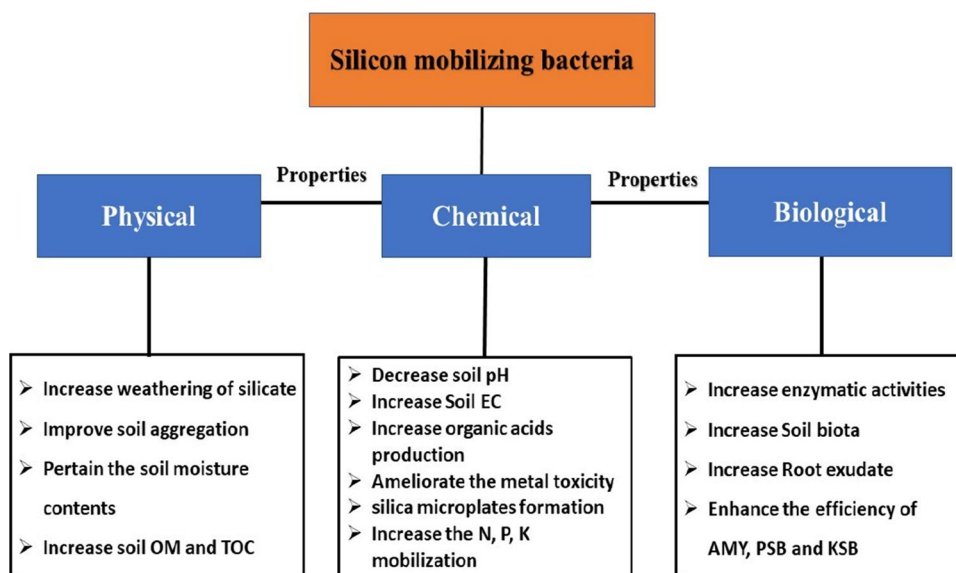 Silicon mobilizing bacteria
Properties
Properties
Physical
Chemical
Biological
Increase weathering of silicate
Improve soil aggregation
Pertain the soil moisture
contents
Increase soil OM and TOC
Decrease soil pH
Increase Soil EC
Increase organic acids
production
Ameliorate the metal toxicity
silica microplates formation
Increase the N, P, K
mobilization
Increase enzymatic activities
Increase Soil biota
Increase Root exudate
Enhance the efficiency of
AMY, PSB and KSB